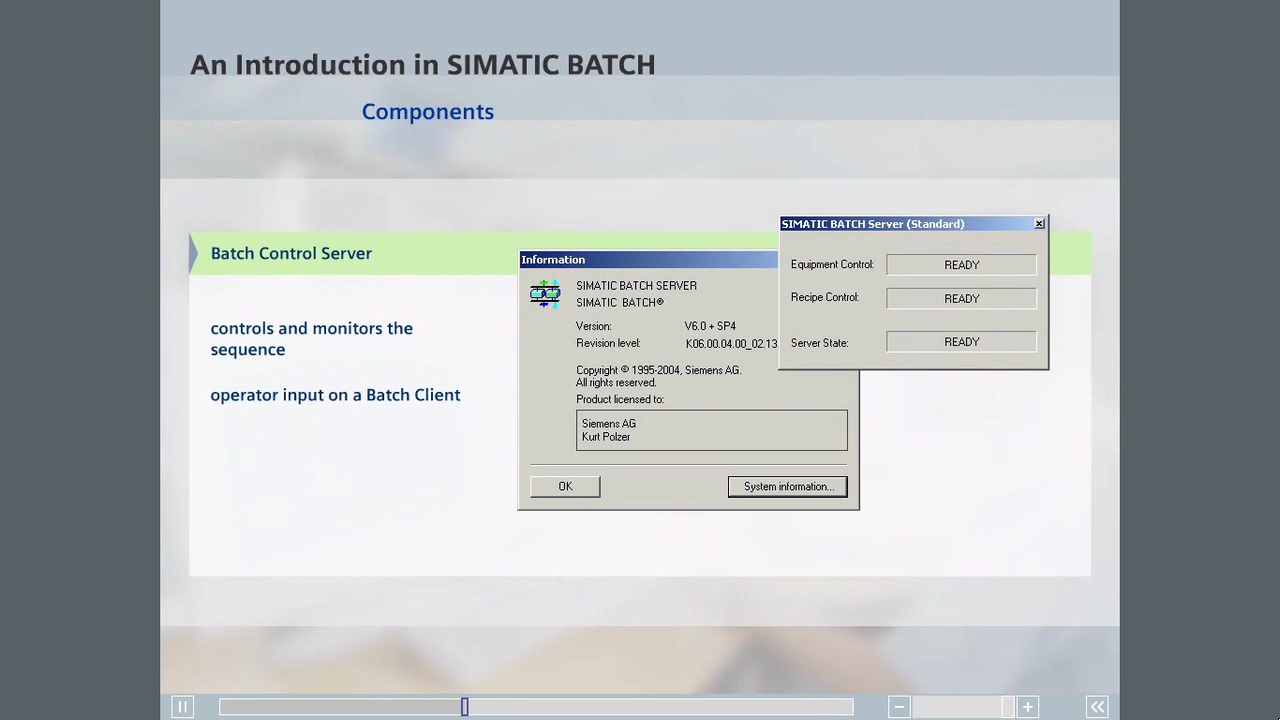 An Introduction in SIMATIC BATCH
Components
Batch Control Server
controls and monitors the
sequence
operator input on a Batch Client
Information
SIMATIC BATCH SERVER
SIMATIC BATCH®
Version: V6.0 + SP4
Revision level: K06.00.04.00_02.13
Copyright © 1995-2004, Siemens AG.
All rights reserved.
Product licensed to:
Siemens AG
Kurt Polzer
OK
System information...
SIMATIC BATCH Server (Standard)
Equipment Control: READY
Recipe Control: READY
Server State: READY